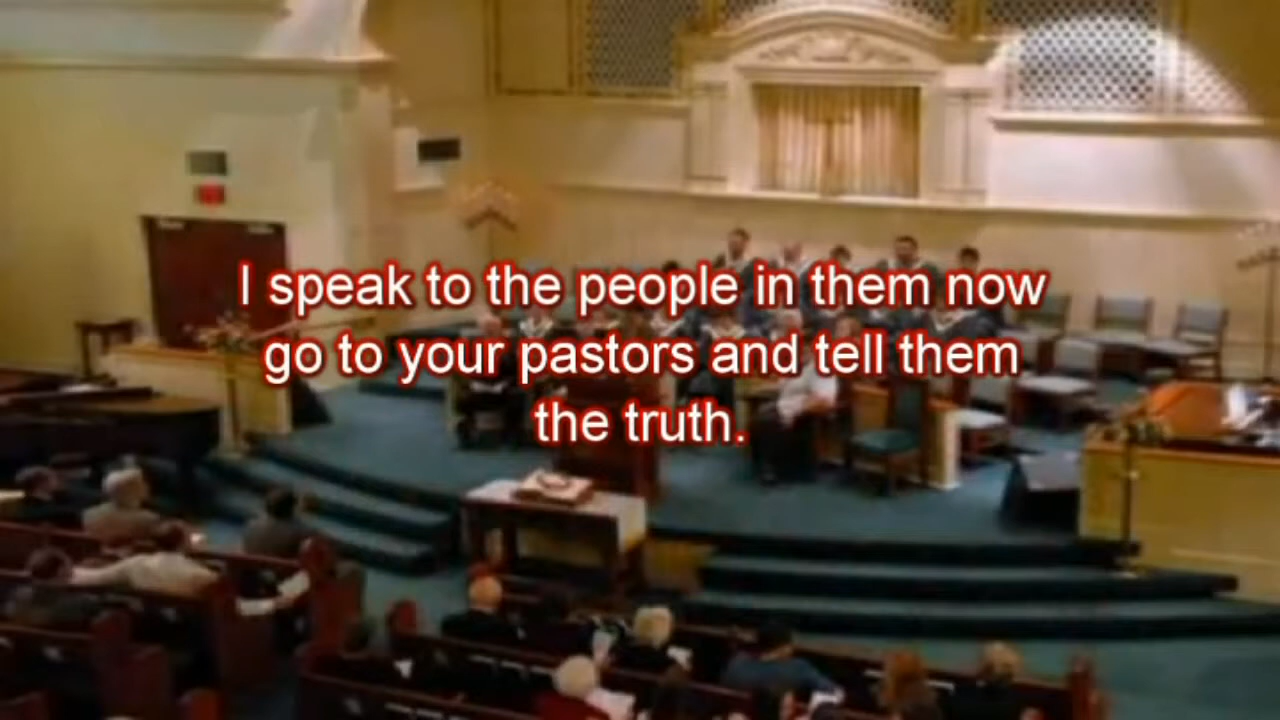 I speak to the people in them now
go to your pastors and tell them
the truth.